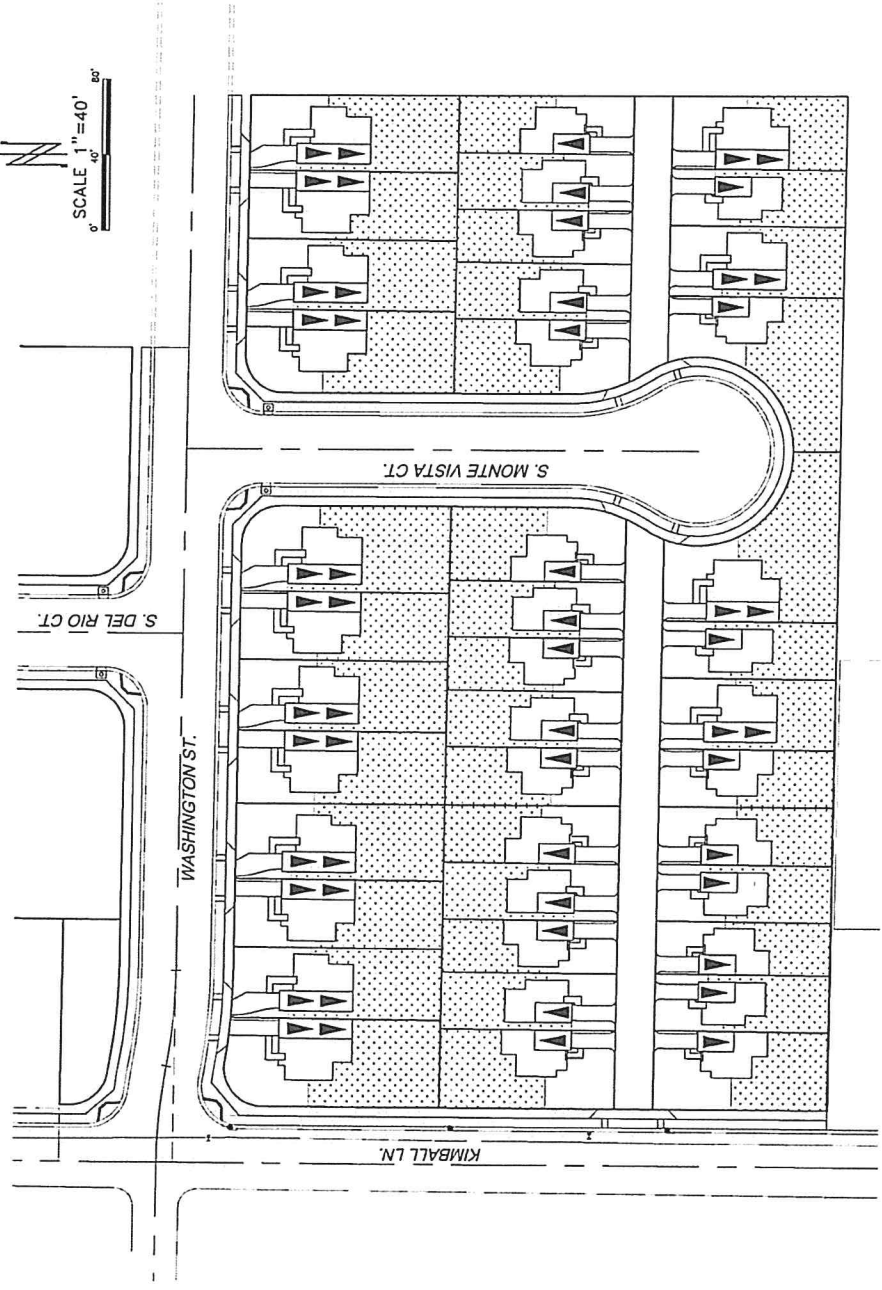 SCALE 1"=40'
0' 40' 80'
S. DEL RIO CT.
WASHINGTON ST.
S. MONTE VISTA CT.
KIMBALL LN.